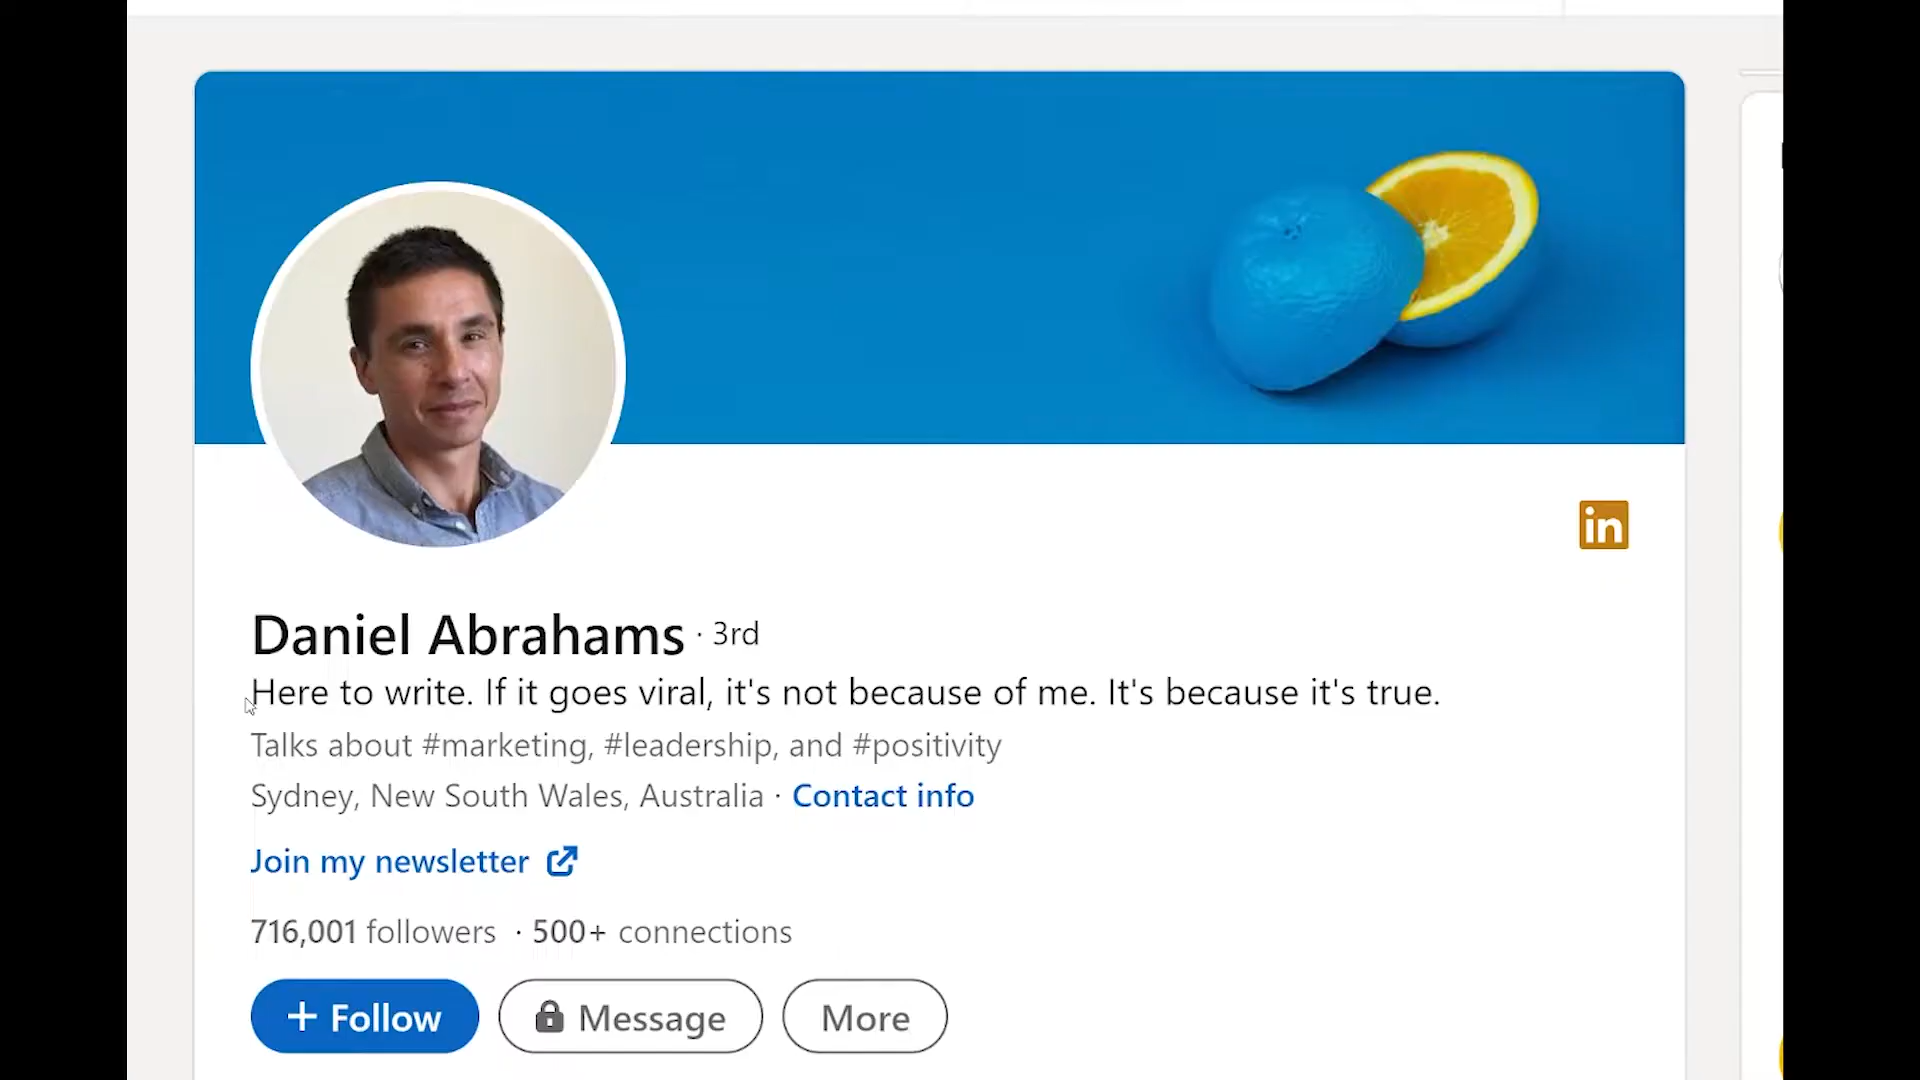 in
Daniel Abrahams · 3rd
Here to write. If it goes viral, it's not because of me. It's because it's true.
Talks about #marketing, #leadership, and #positivity
Sydney, New South Wales, Australia · Contact info
Join my newsletter
716,001 followers · 500+ connections
+ Follow Message More